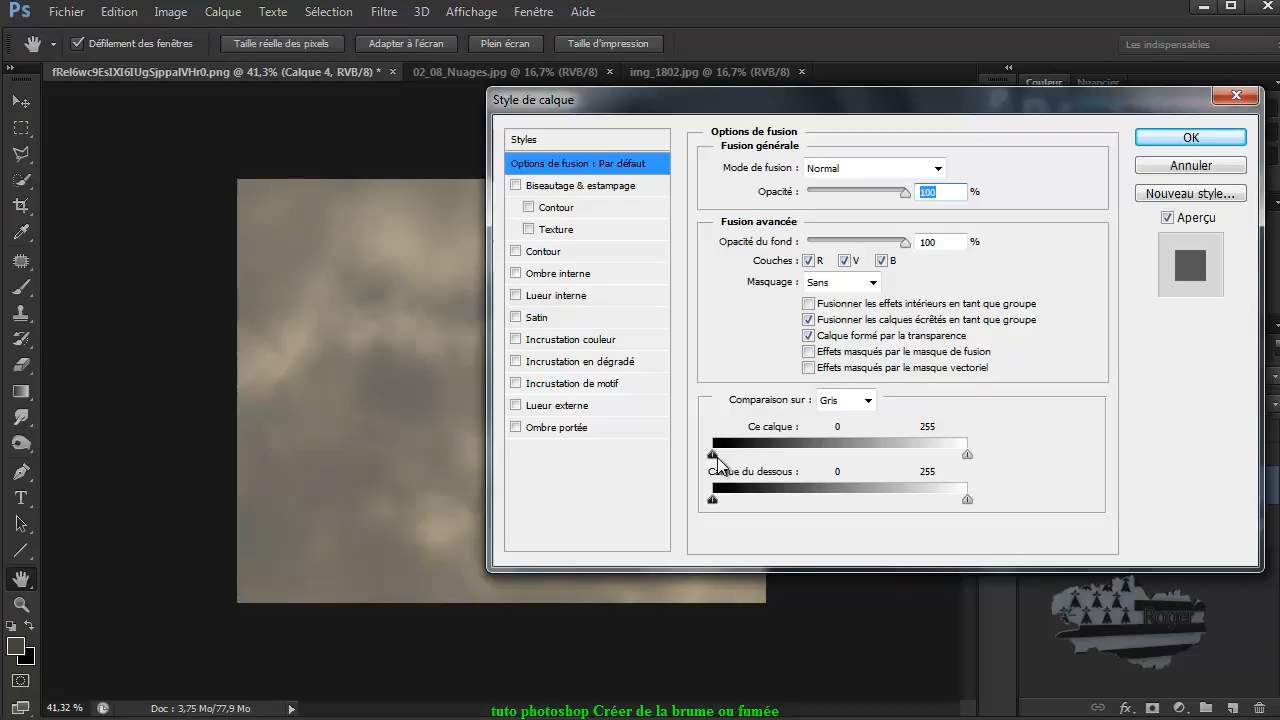 Ps Fichier Edition Image Calque Texte Sélection Filtre 3D Affichage Fenêtre Aide
Défilement des fenêtres Taille réelle des pixels Adapter à l'écran Plein écran Taille d'impression Les indispensables
fRel6wc9EsIXI6IUgSjppaIVHr0.png @ 41,3% (Calque 4, RVB/8) * 02_08_Nuages.jpg @ 16,7% (RVB/8) img_1802.jpg @ 16,7% (RVB/8) Couleur Nuancier
Style de calque
Styles
Options de fusion : Par défaut
Biseautage & estampage
Contour
Texture
Contour
Ombre interne
Lueur interne
Satin
Incrustation couleur
Incrustation en dégradé
Incrustation de motif
Lueur externe
Ombre portée
Options de fusion
Fusion générale
Mode de fusion : Normal
Opacité : 100 %
Fusion avancée
Opacité du fond : 100 %
Couches : R V B
Masquage : Sans
Fusionner les effets intérieurs en tant que groupe
Fusionner les calques écrêtés en tant que groupe
Calque formé par la transparence
Effets masqués par le masque de fusion
Effets masqués par le masque vectoriel
Comparaison sur : Gris
Ce calque : 0 255
Calque du dessous : 0 255
OK
Annuler
Nouveau style...
Aperçu
Roger
41,32 % Doc : 3,75 Mo/77,9 Mo
tuto photoshop Créer de la brume ou fumée